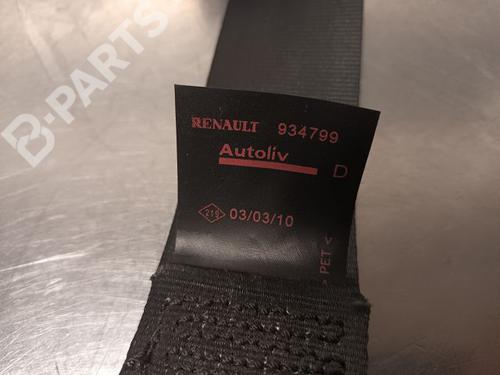 B-PARTS
RENAULT 934799
Autoliv
D
219 03/03/10
> PET <